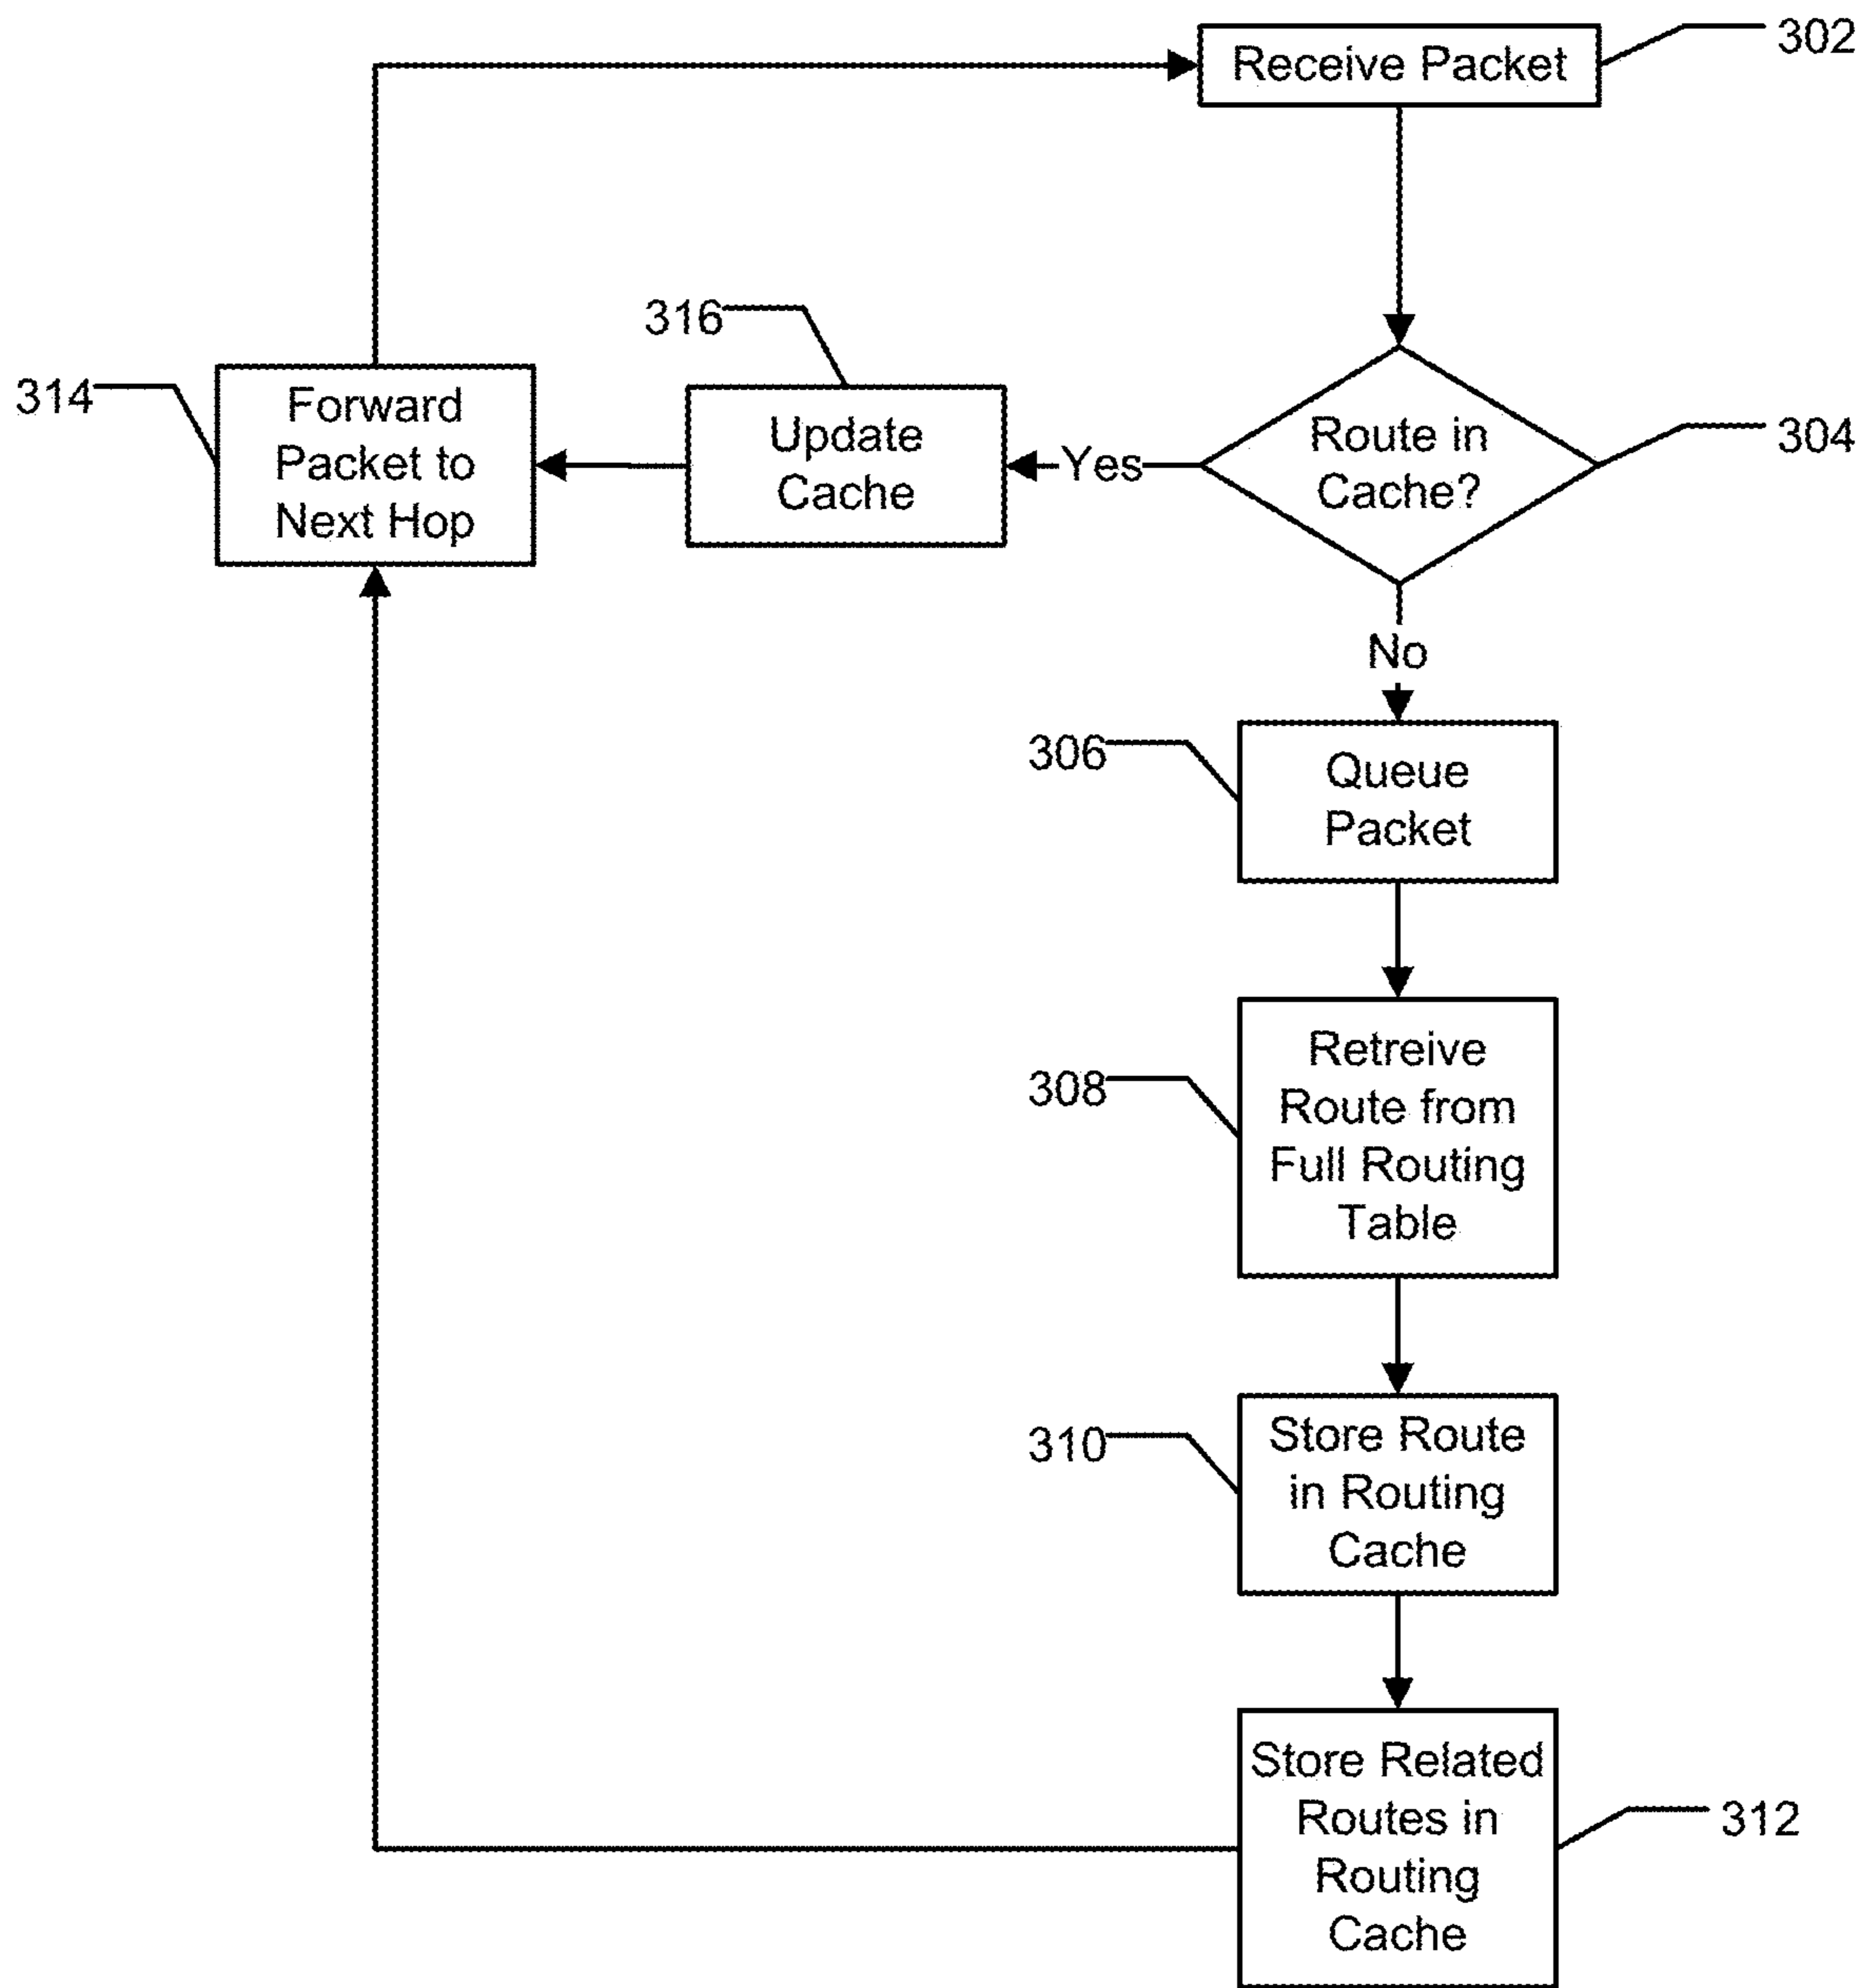 Receive Packet
302
316
314
Forward
Packet to
Next Hop
Update
Cache
Yes
Route in
Cache?
304
No
306
Queue
Packet
308
Retreive
Route from
Full Routing
Table
310
Store Route
in Routing
Cache
Store Related
Routes in
Routing
Cache
312